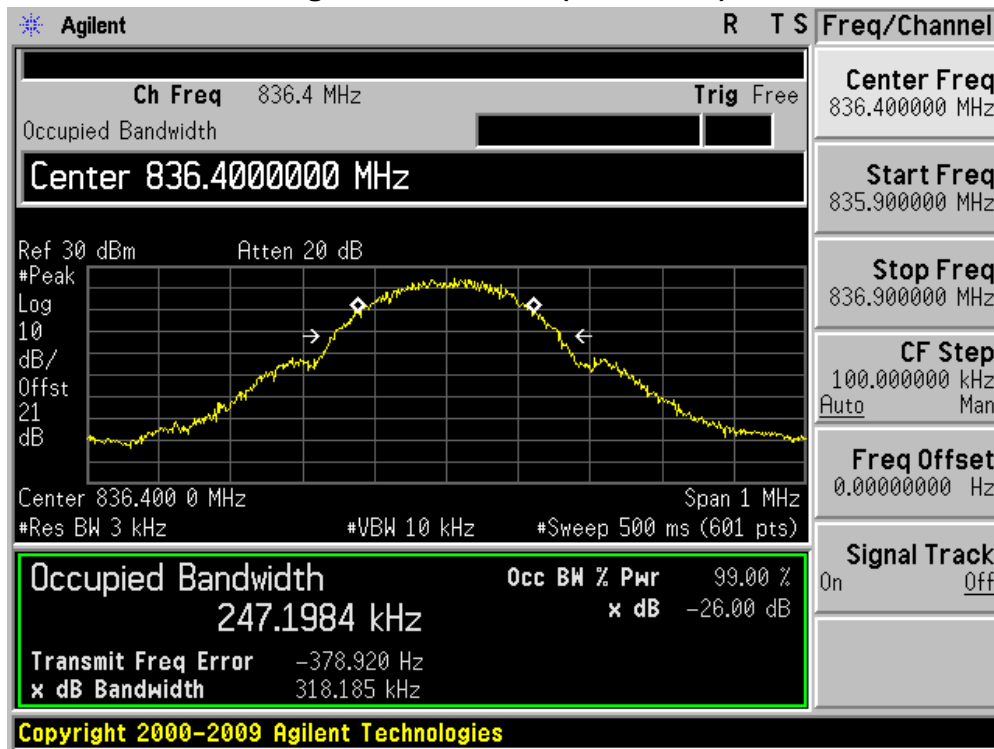 Agilent R T S Freq/Channel
Ch Freq 836.4 MHz Trig Free
Occupied Bandwidth
Center 836.4000000 MHz
Ref 30 dBm Atten 20 dB
#Peak
Log
10
dB/
Offst
21
dB
Center 836.400 0 MHz Span 1 MHz
#Res BW 3 kHz #VBW 10 kHz #Sweep 500 ms (601 pts)
Occupied Bandwidth Occ BW % Pwr 99.00 %
247.1984 kHz x dB -26.00 dB
Transmit Freq Error -378.920 Hz
x dB Bandwidth 318.185 kHz
Copyright 2000-2009 Agilent Technologies
Center Freq
836.400000 MHz
Start Freq
835.900000 MHz
Stop Freq
836.900000 MHz
CF Step
100.000000 kHz
Auto Man
Freq Offset
0.00000000 Hz
Signal Track
On Off